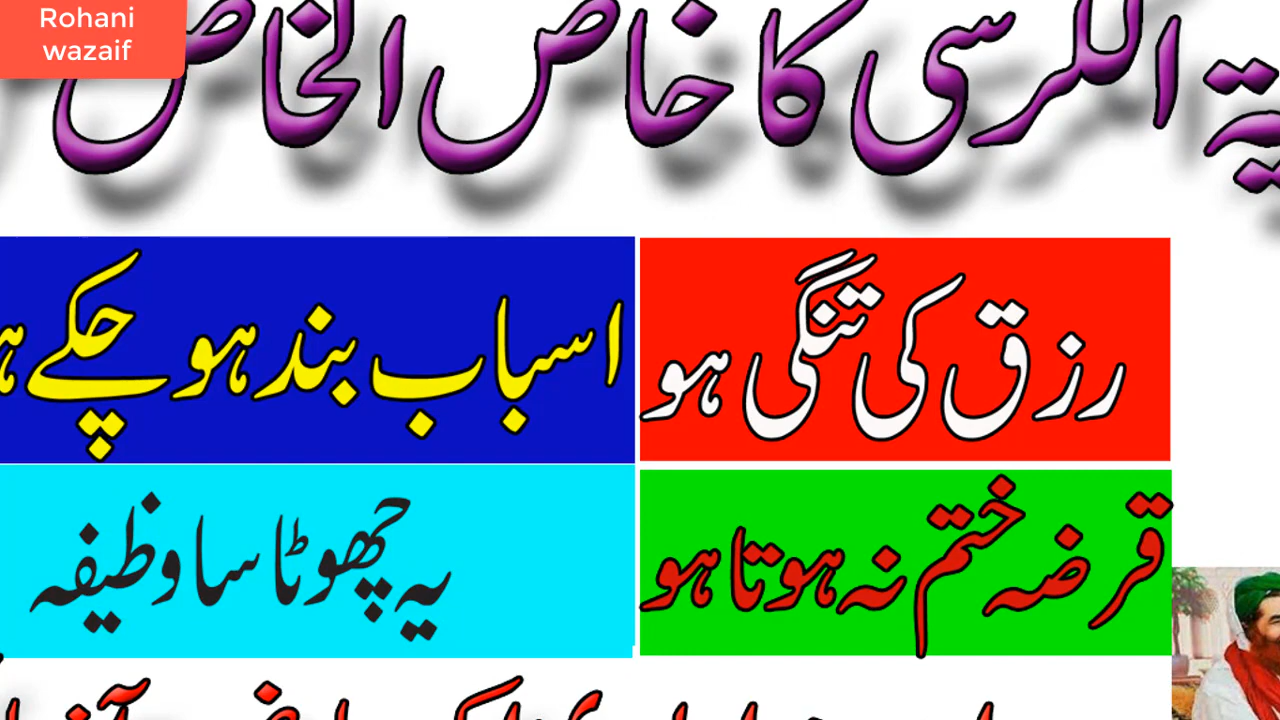 Rohani
wazaif
یۃ الکرسی کا خاص الخاص
رزق کی تنگی ہو
اسباب بند ہو چکے
قرضہ ختم نہ ہوتا ہو
یہ چھوٹا سا وظیفہ